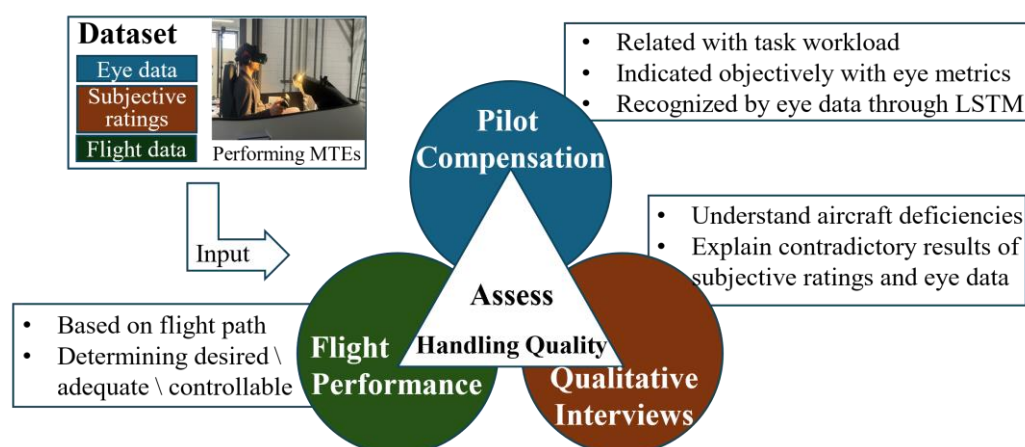 Dataset
Eye data
Subjective
ratings
Flight data
Performing MTEs
Input
• Related with task workload
• Indicated objectively with eye metrics
• Recognized by eye data through LSTM
Pilot
Compensation
• Understand aircraft deficiencies
• Explain contradictory results of
subjective ratings and eye data
Assess
Handling Quality
• Based on flight path
• Determining desired \
adequate \ controllable
Flight
Performance
Qualitative
Interviews